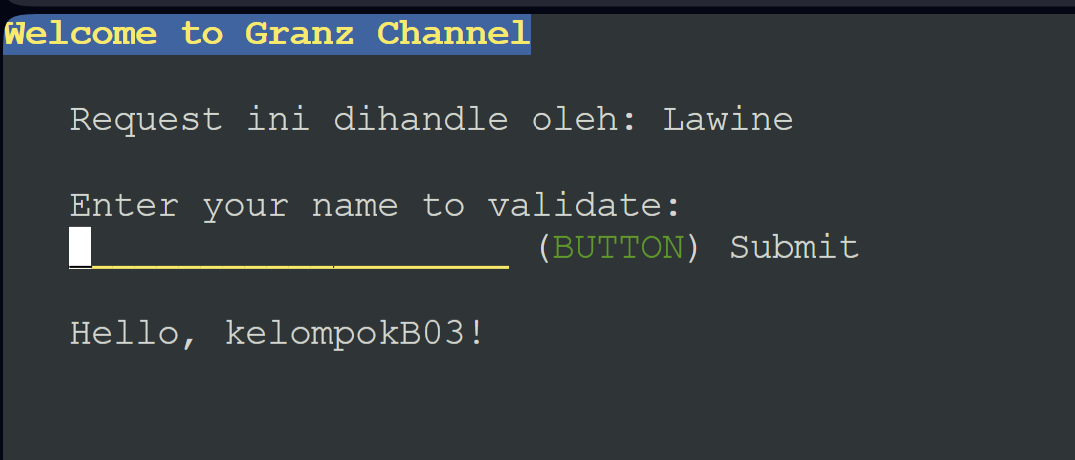 Welcome to Granz Channel
Request ini dihandle oleh: Lawine
Enter your name to validate:
(BUTTON) Submit
Hello, kelompokB03!